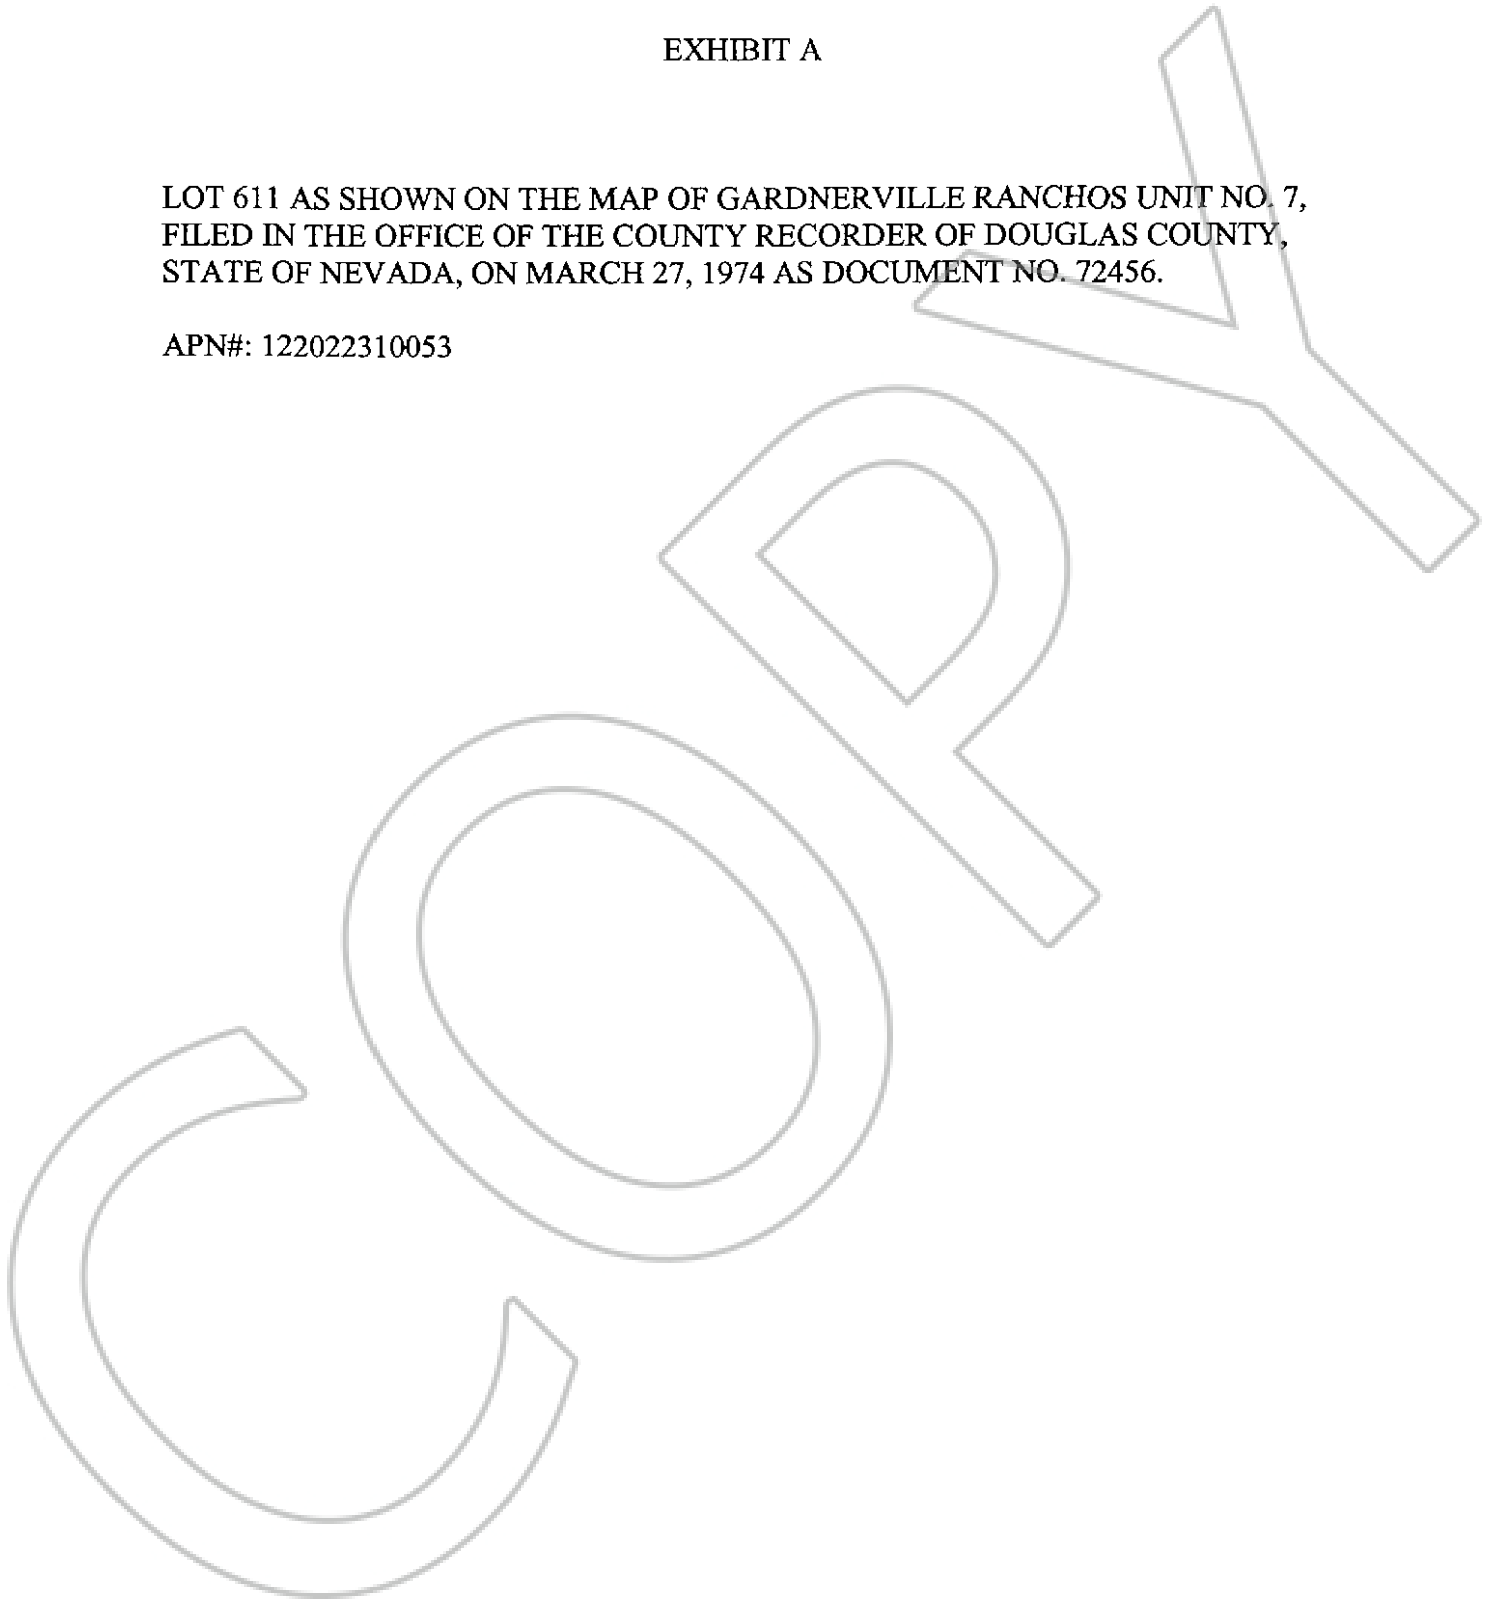 EXHIBIT A
LOT 611 AS SHOWN ON THE MAP OF GARDNERVILLE RANCHOS UNIT NO. 7,
FILED IN THE OFFICE OF THE COUNTY RECORDER OF DOUGLAS COUNTY,
STATE OF NEVADA, ON MARCH 27, 1974 AS DOCUMENT NO. 72456.
APN#: 122022310053
COPY